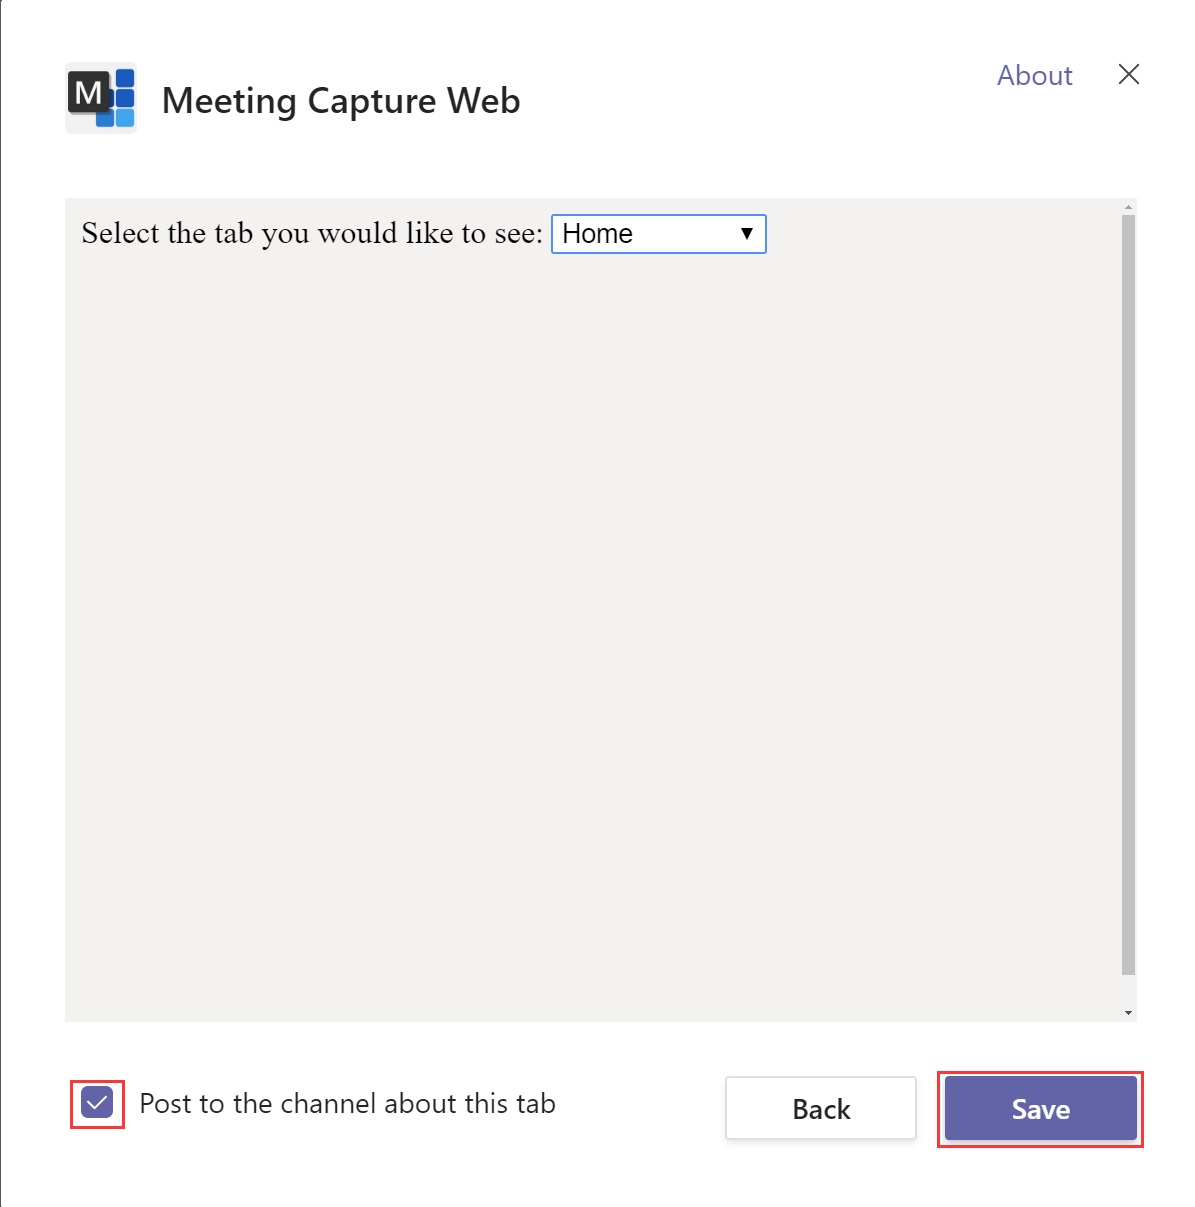 M
Meeting Capture Web
About
Select the tab you would like to see: Home
Post to the channel about this tab
Back
Save